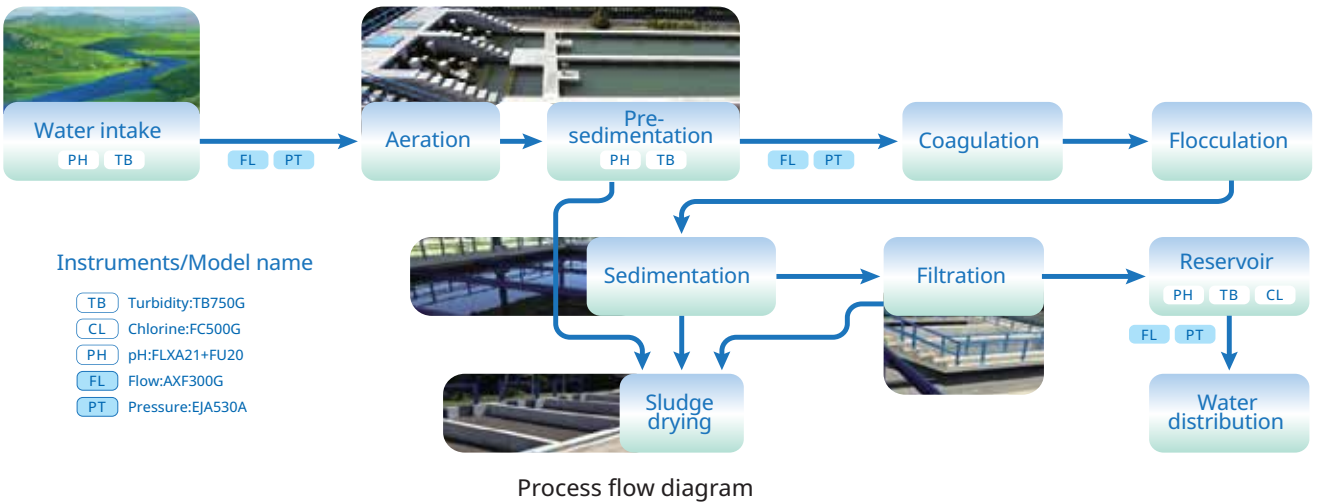 Water intake
PH TB
FL PT
Aeration
Pre-
sedimentation
PH TB
FL PT
Coagulation
Flocculation
Sedimentation
Filtration
Reservoir
PH TB CL
FL PT
Sludge
drying
Water
distribution
Instruments/Model name
TB Turbidity:TB750G
CL Chlorine:FC500G
PH pH:FLXA21+FU20
FL Flow:AXF300G
PT Pressure:EJA530A
Process flow diagram